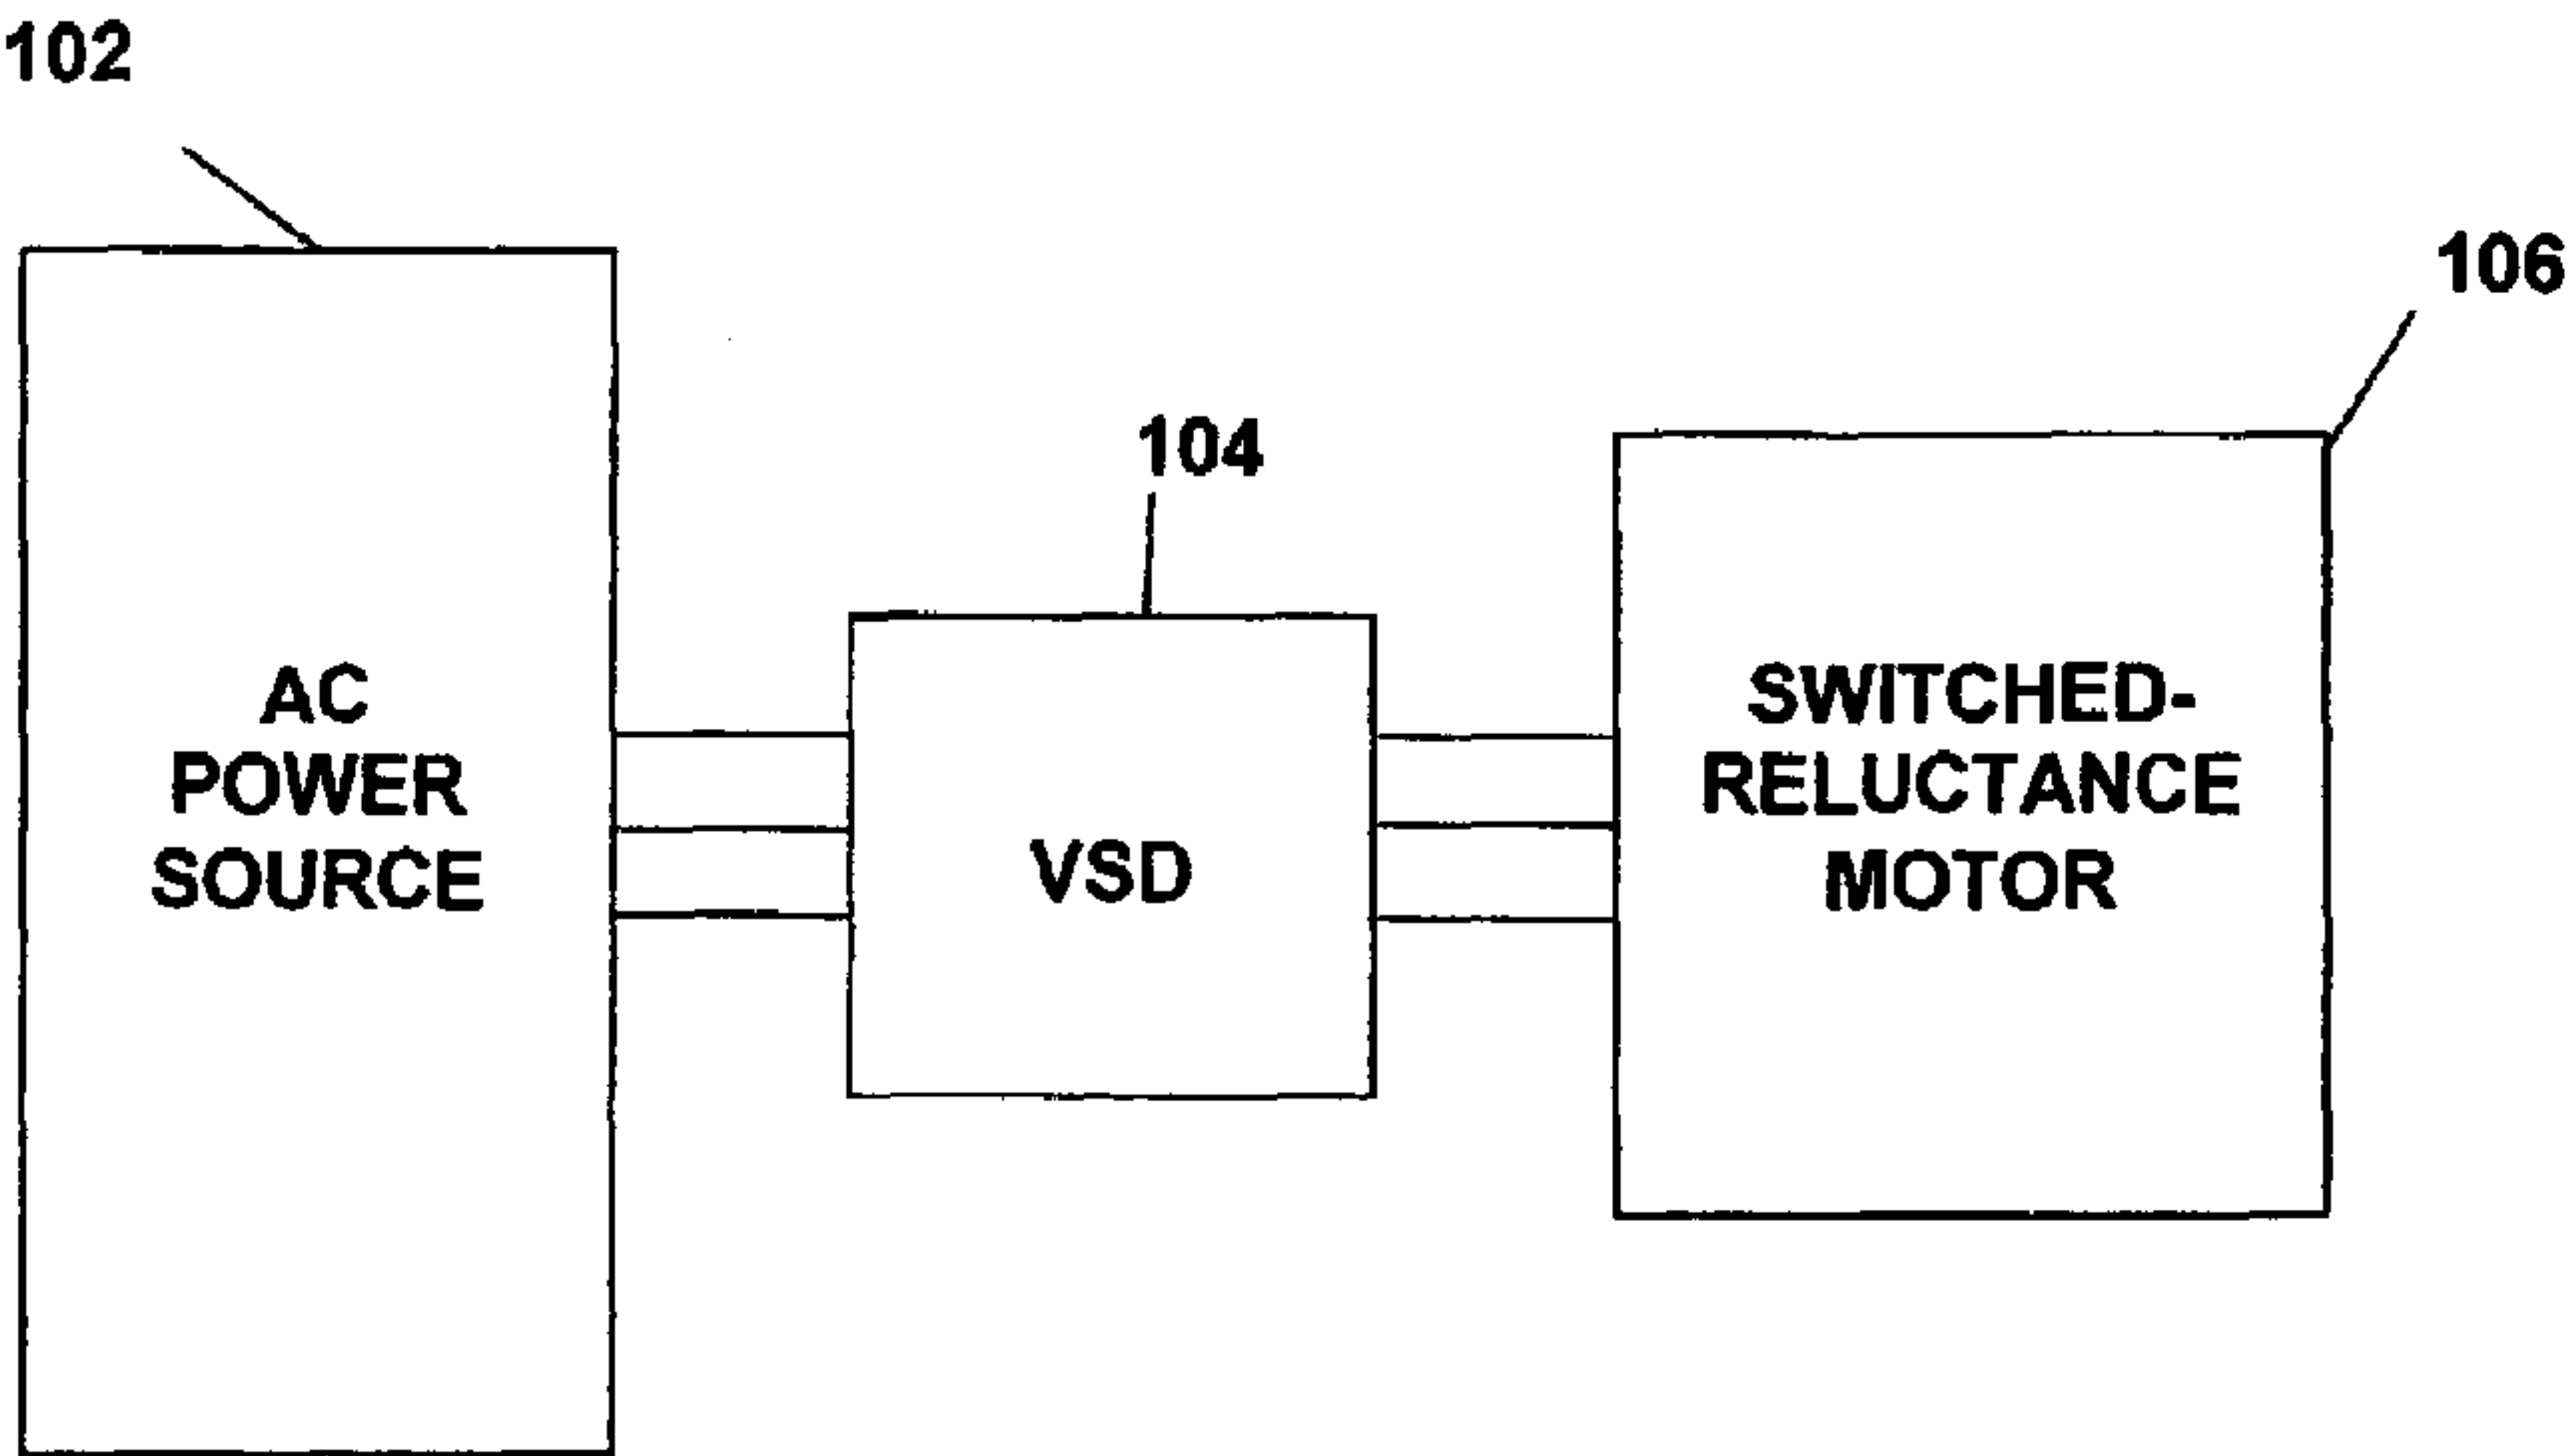 102
106
104
AC
POWER
SOURCE
VSD
SWITCHED-
RELUCTANCE
MOTOR